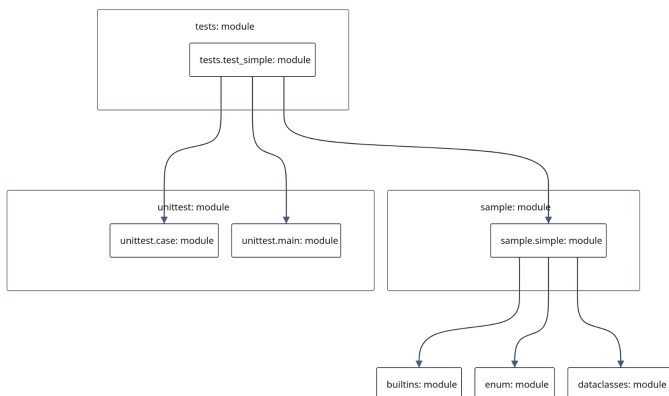 tests: module
tests.test_simple: module
unittest: module
sample: module
unittest.case: module
unittest.main: module
sample.simple: module
builtins: module
enum: module
dataclasses: module